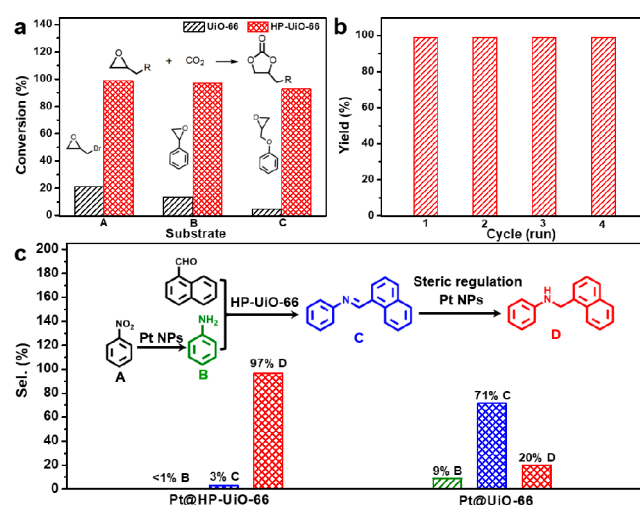 a
UiO-66 HP-UiO-66
O
R
+ CO₂
O
O O
R
O
Br
O
O
O
Conversion (%)
120
100
80
60
40
20
0
A B C
Substrate
b
Yield (%)
100
80
60
40
20
0
1 2 3 4
Cycle (run)
c
Sel. (%)
200
180
160
140
120
100
80
60
40
20
0
CHO
HP-UiO-66
NO₂
Pt NPs
A
NH₂
B
N
C
Steric regulation
Pt NPs
H
N
D
<1% B
3% C
97% D
9% B
71% C
20% D
Pt@HP-UiO-66 Pt@UiO-66